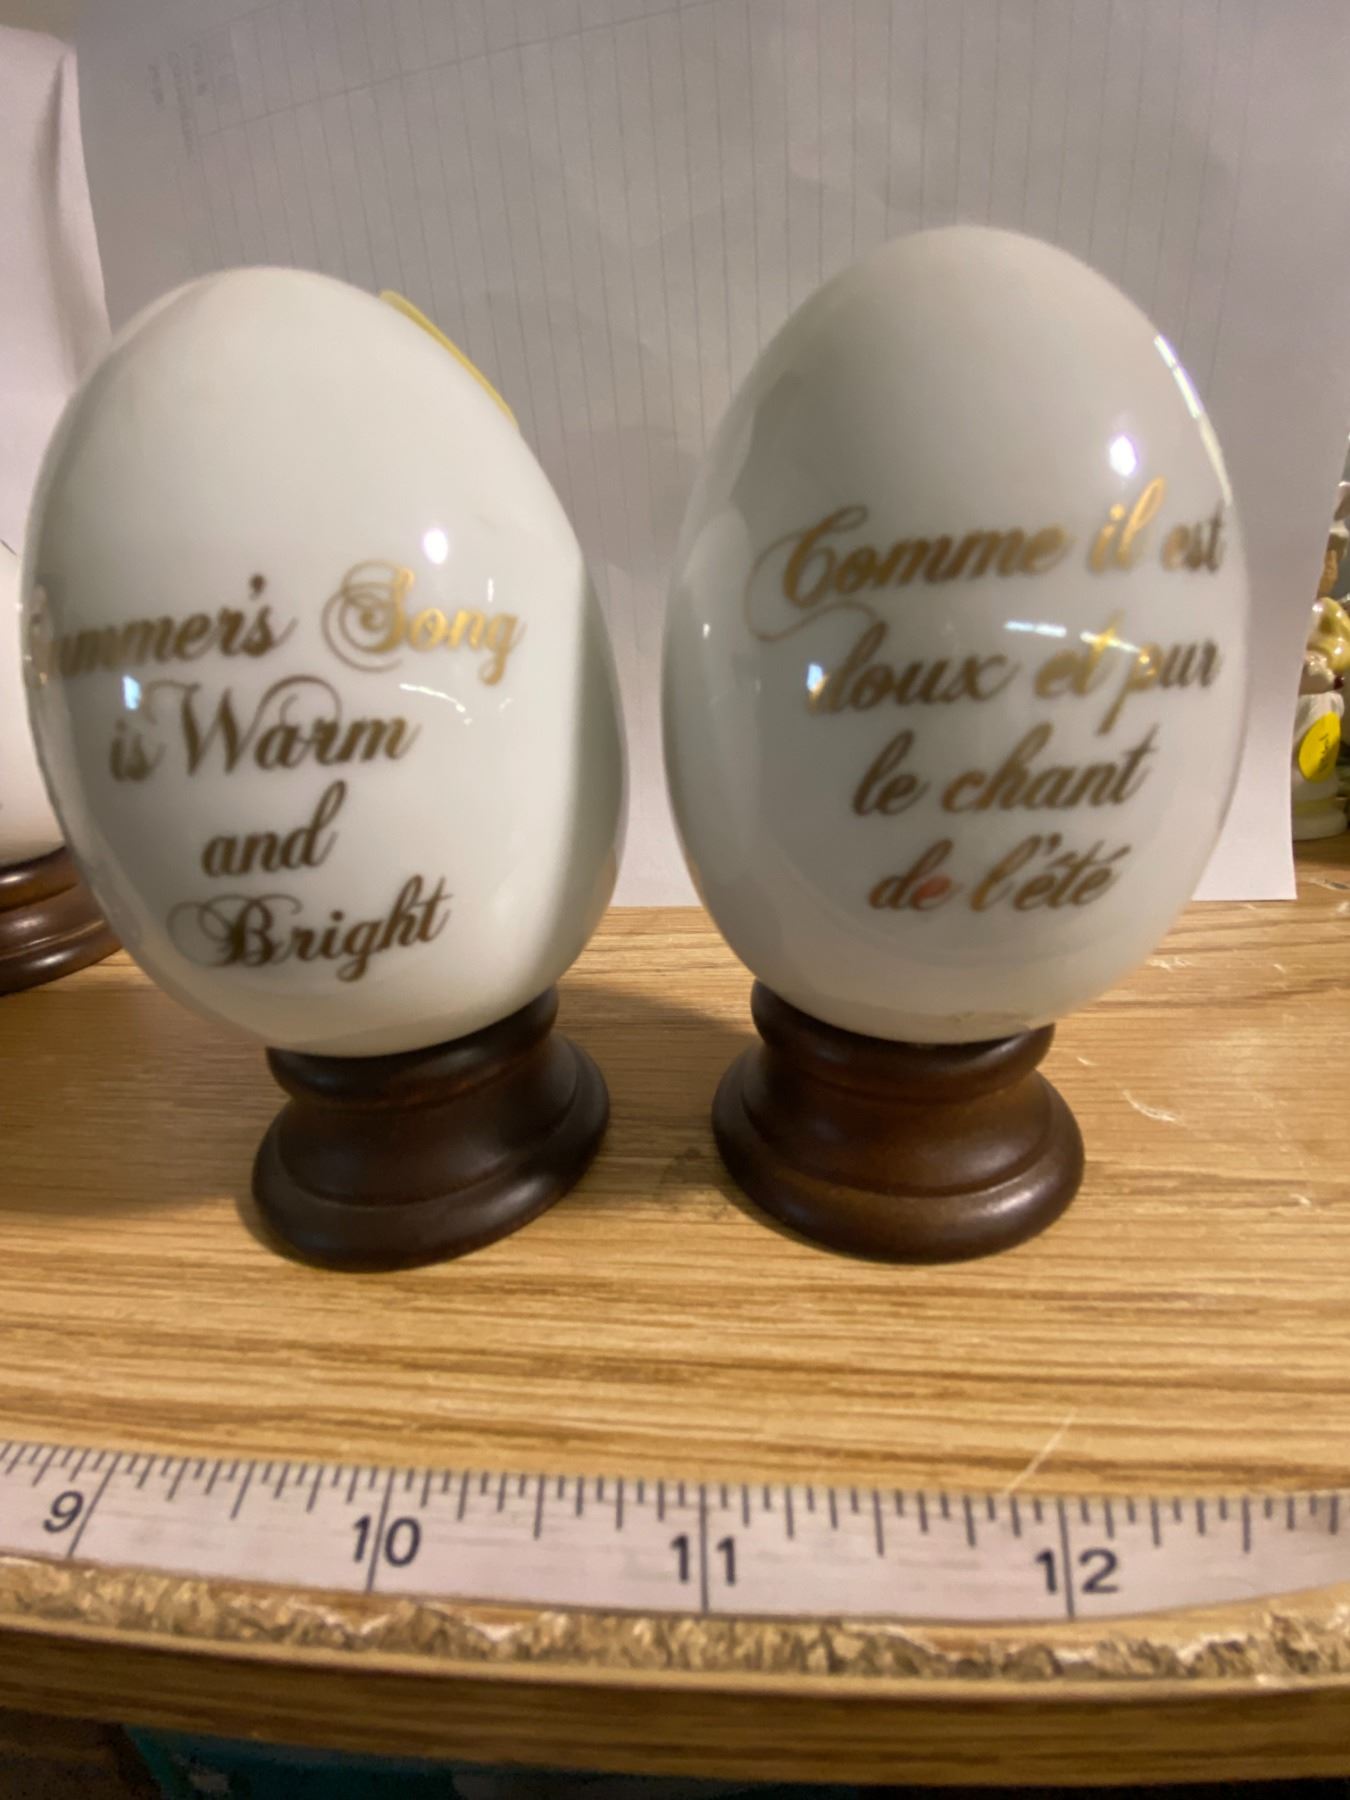 Summer's Song
is Warm
and
Bright
Comme il est
doux et pur
le chant
de l'été
9 10 11 12